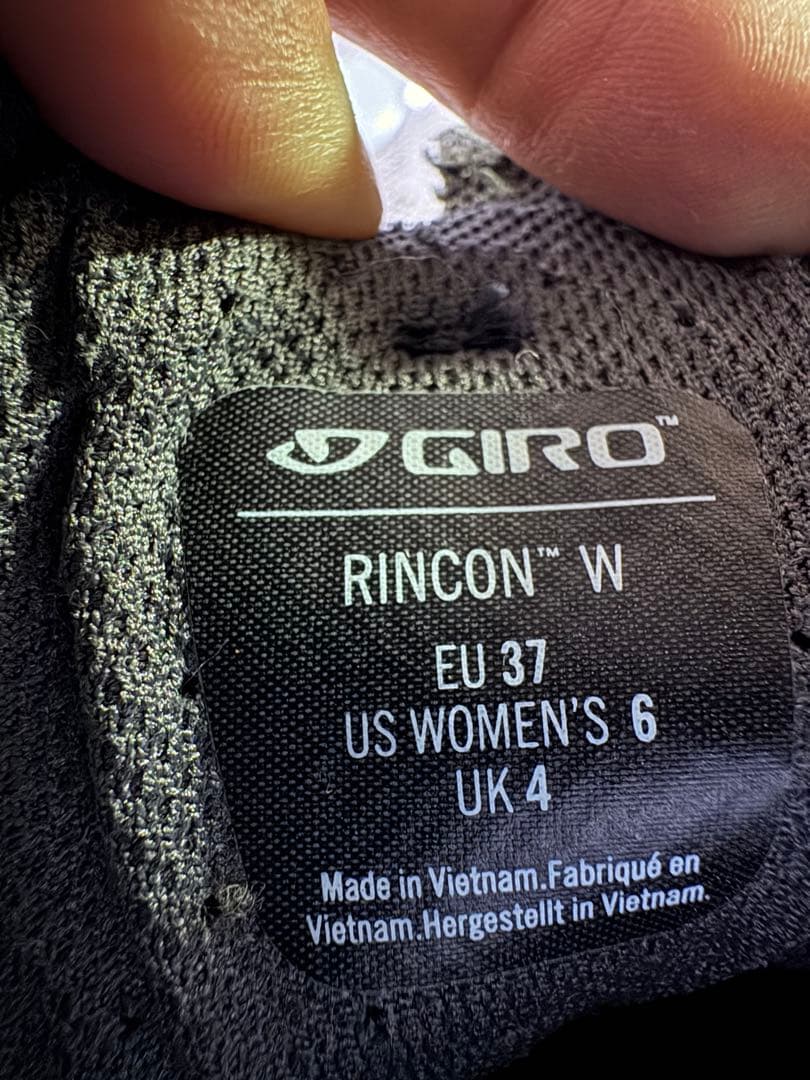 GIRO™
RINCON™ W
EU 37
US WOMEN'S 6
UK 4
Made in Vietnam.Fabriqué en
Vietnam.Hergestellt in Vietnam.